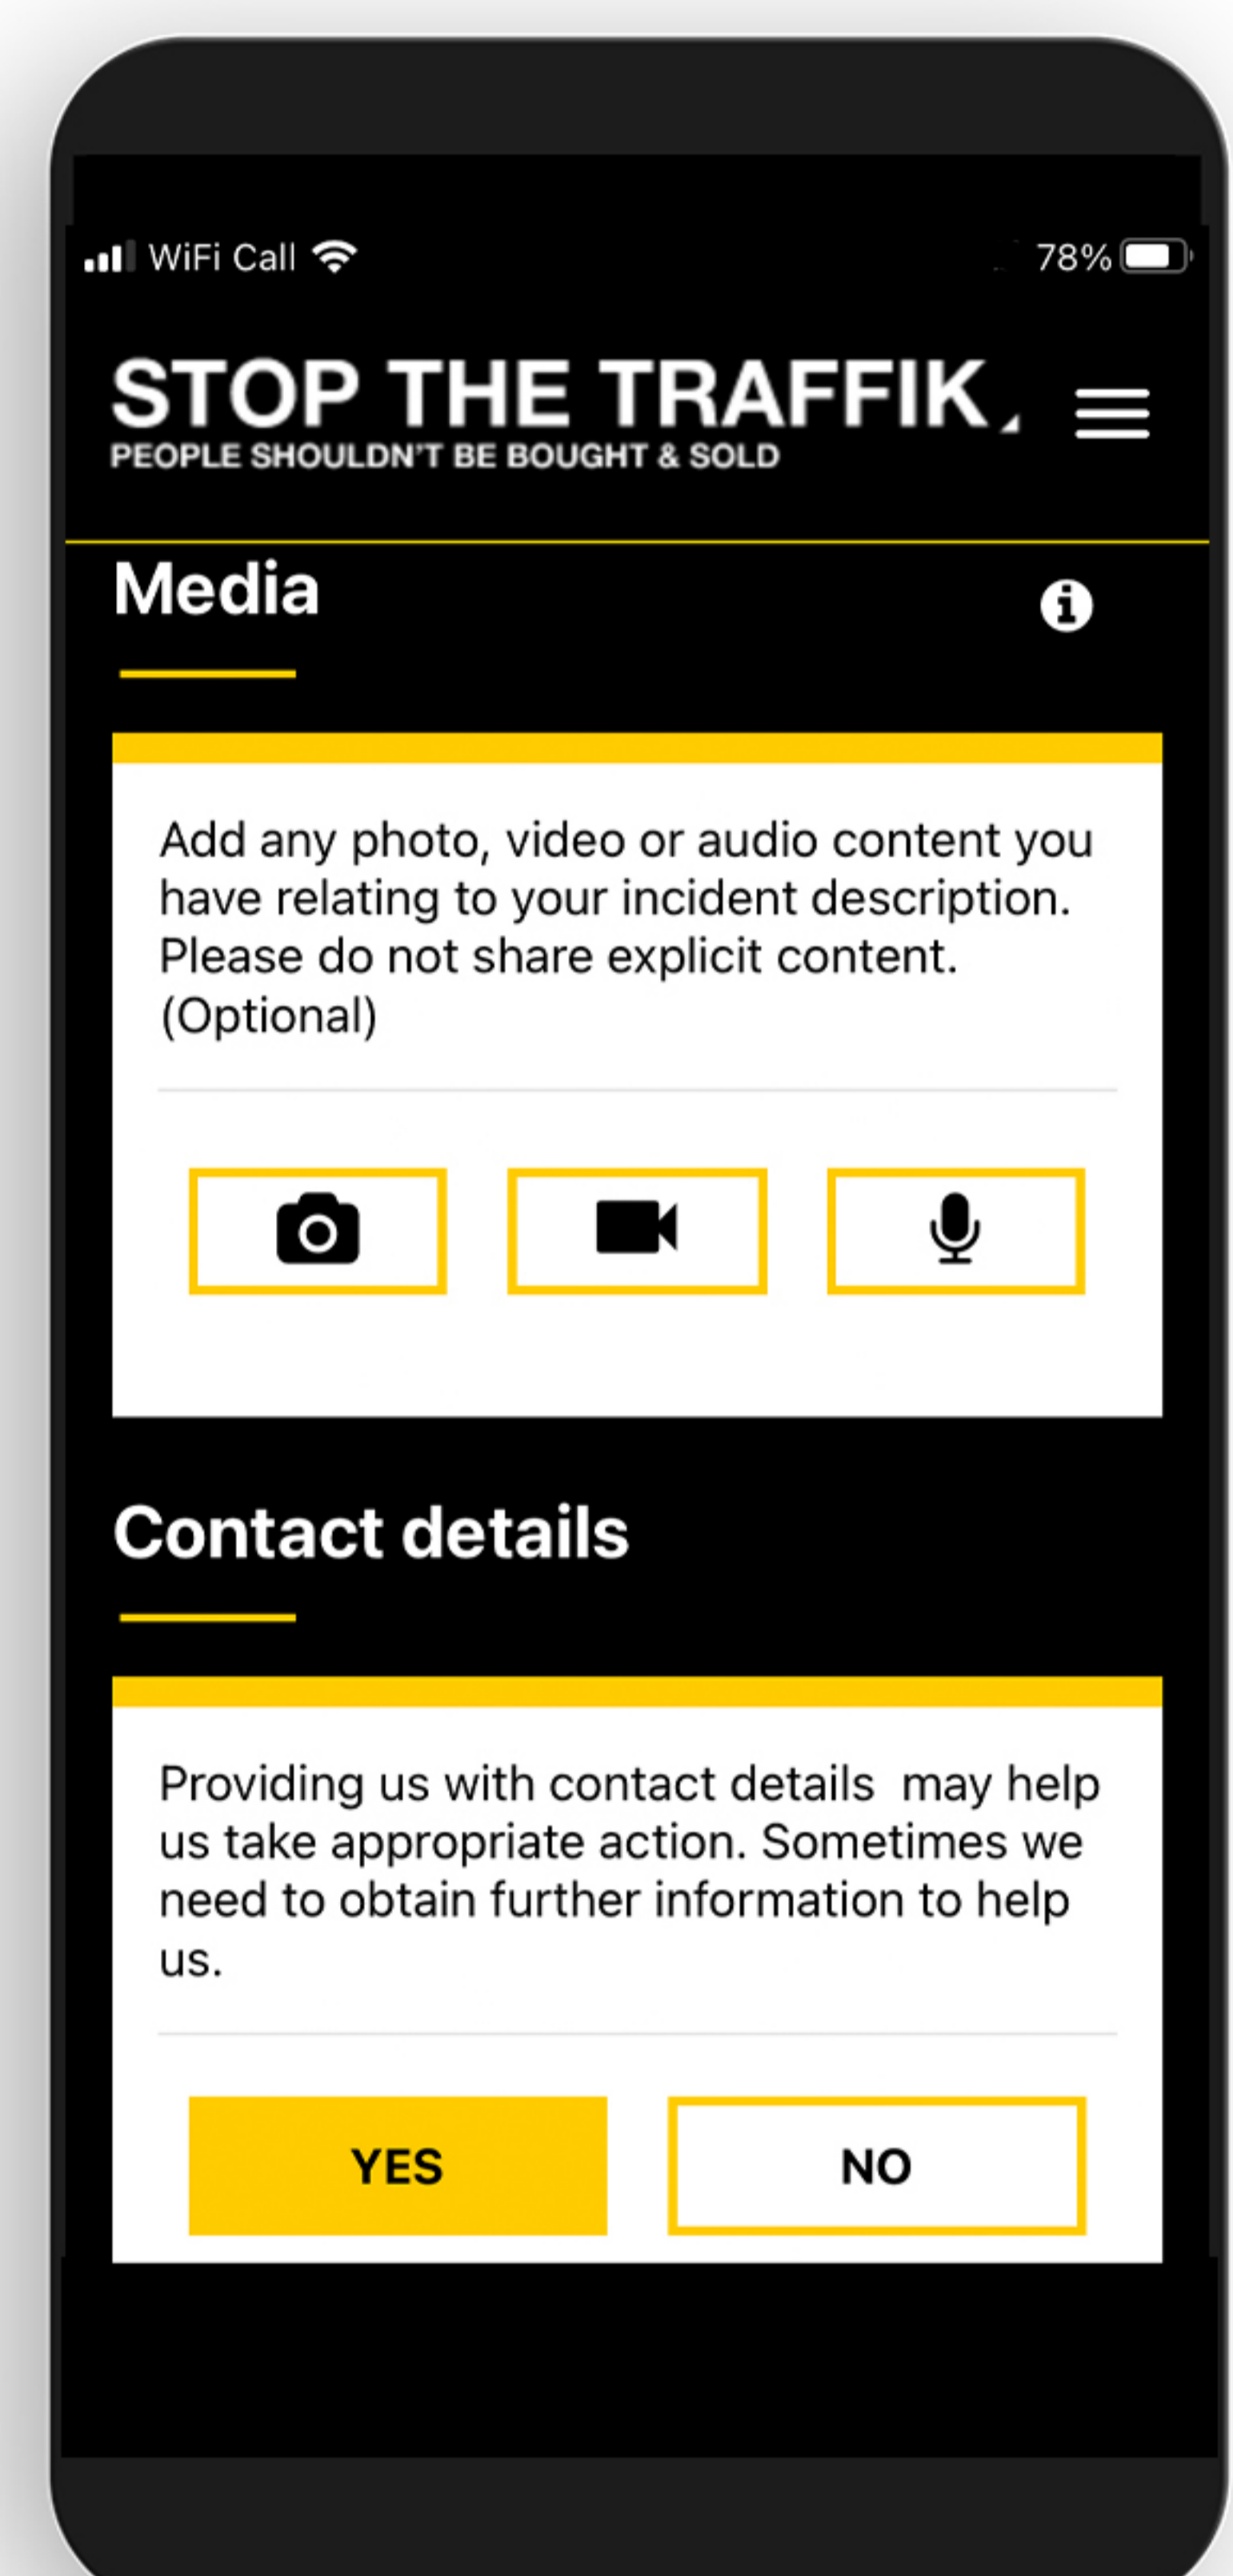 WiFi Call 78%
STOP THE TRAFFIK
PEOPLE SHOULDN'T BE BOUGHT & SOLD
Media
Add any photo, video or audio content you
have relating to your incident description.
Please do not share explicit content.
(Optional)
Contact details
Providing us with contact details  may help
us take appropriate action. Sometimes we
need to obtain further information to help
us.
YES NO